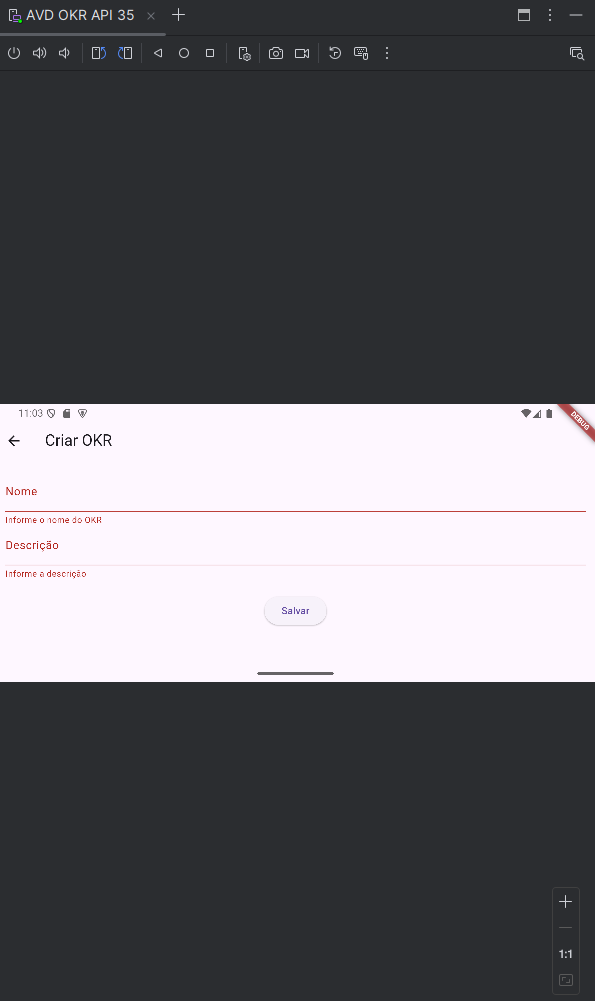 AVD OKR API 35
11:03
DEBUG
Criar OKR
Nome
Informe o nome do OKR
Descrição
Informe a descrição
Salvar
1:1